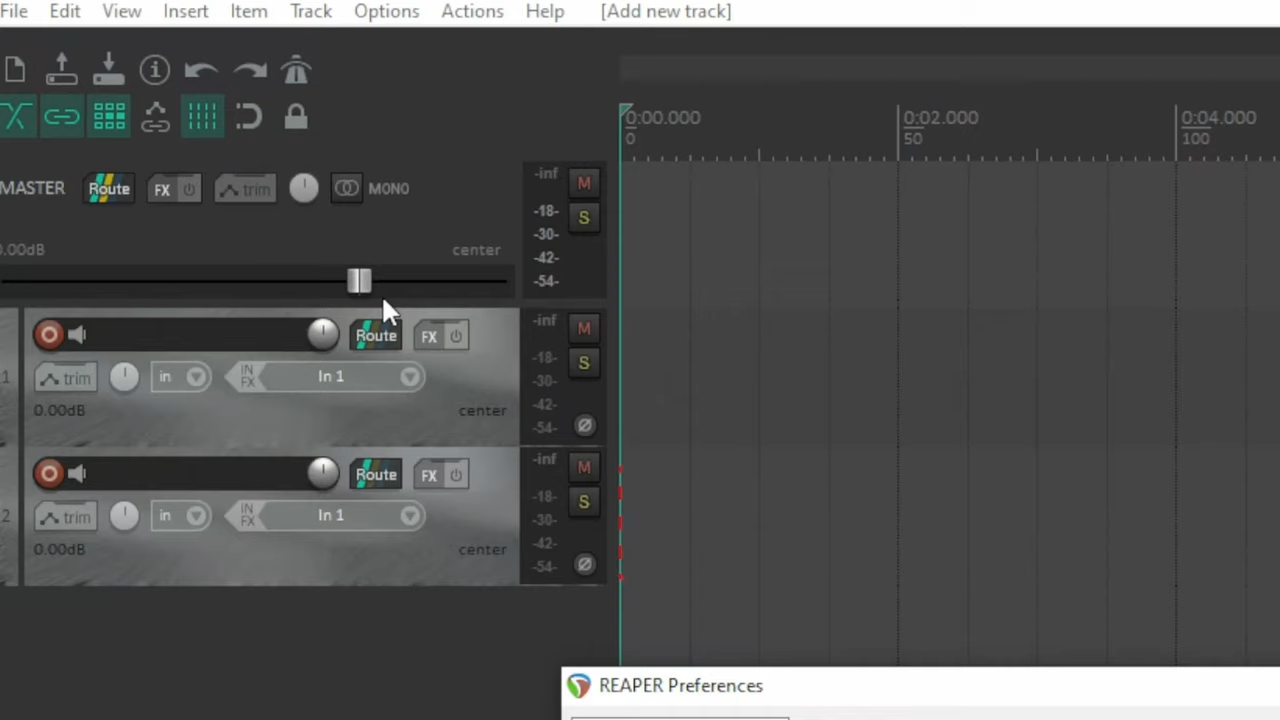 File Edit View Insert Item Track Options Actions Help [Add new track]
0:00.000 0:02.000 0:04.000
0 50 100
MASTER Route FX trim MONO
-inf M
-18- S
-30-
-42-
-54-
0.00dB center
Route FX -inf M
1 trim in IN FX In 1 -18- S
-30-
0.00dB center -42-
-54-
Route FX -inf M
2 trim in IN FX In 1 -18- S
-30-
0.00dB center -42-
-54-
REAPER Preferences